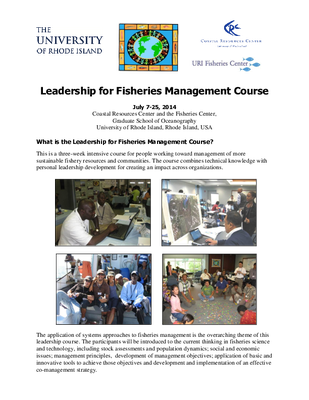 THE
UNIVERSITY
OF RHODE ISLAND
COASTAL RESOURCES CENTER
URI Fisheries Center
Leadership for Fisheries Management Course
July 7-25, 2014
Coastal Resources Center and the Fisheries Center,
Graduate School of Oceanography
University of Rhode Island, Rhode Island, USA
What is the Leadership for Fisheries Management Course?
This is a three-week intensive course for people working toward management of more
sustainable fishery resources and communities. The course combines technical knowledge with
personal leadership development for creating an impact across organizations.
The application of systems approaches to fisheries management is the overarching theme of this
leadership course. The participants will be introduced to the current thinking in fisheries science
and technology, including stock assessments and population dynamics; social and economic
issues; management principles, development of management objectives; application of basic and
innovative tools to achieve those objectives and development and implementation of an effective
co-management strategy.